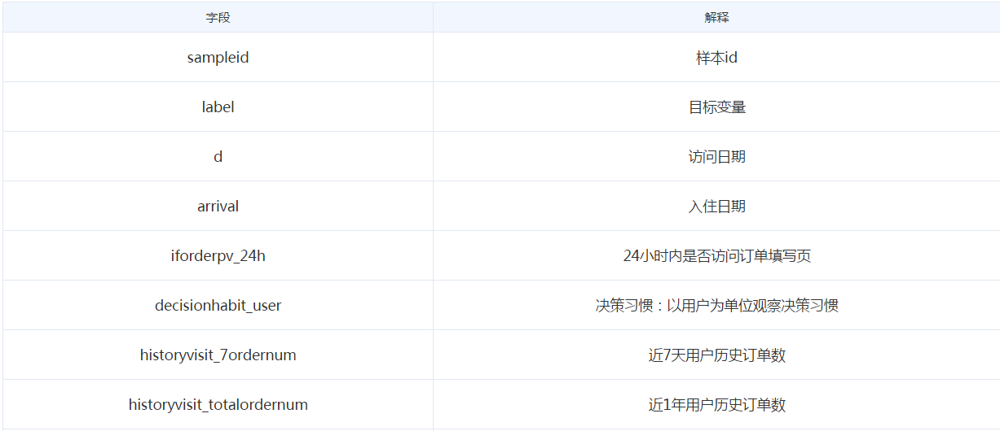 字段 解释
sampleid 样本id
label 目标变量
d 访问日期
arrival 入住日期
iforderpv_24h 24小时内是否访问订单填写页
decisionhabit_user 决策习惯：以用户为单位观察决策习惯
historyvisit_7ordernum 近7天用户历史订单数
historyvisit_totalordernum 近1年用户历史订单数